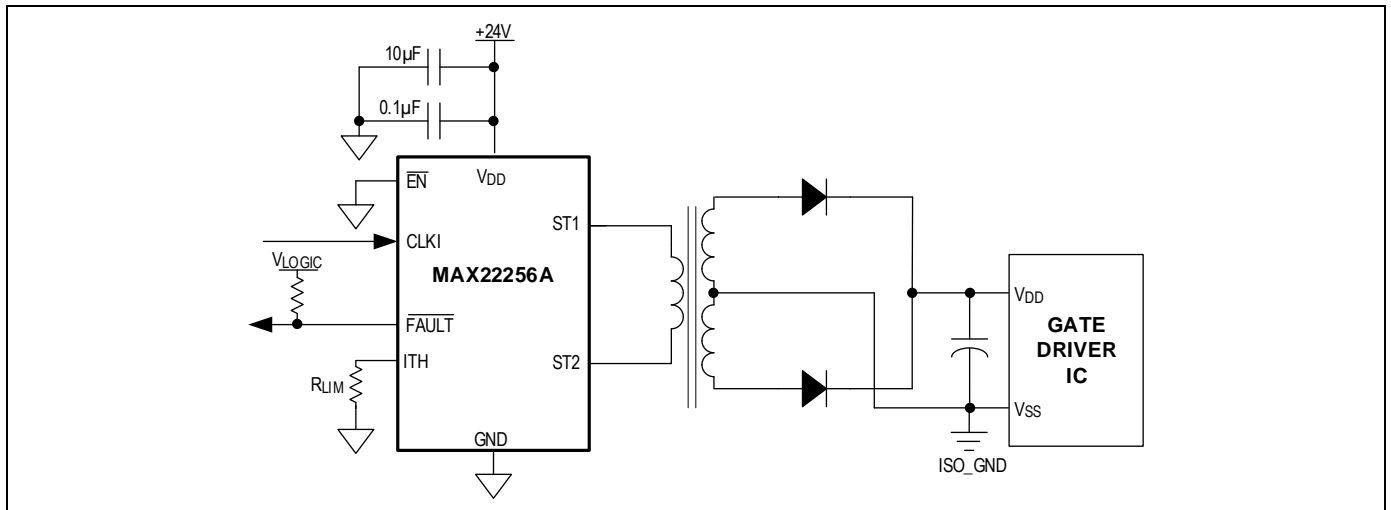 +24V
10µF
0.1µF
EN
VDD
ST1
CLKI
VLOGIC
MAX22256A
VDD
GATE
DRIVER
IC
FAULT
ITH
ST2
RLIM
VSS
GND
ISO_GND